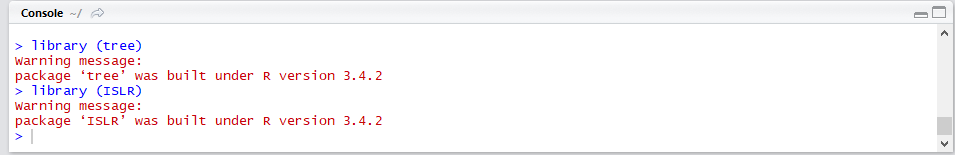 Console ~/
> library (tree)
Warning message:
package ‘tree’ was built under R version 3.4.2
> library (ISLR)
Warning message:
package ‘ISLR’ was built under R version 3.4.2
>